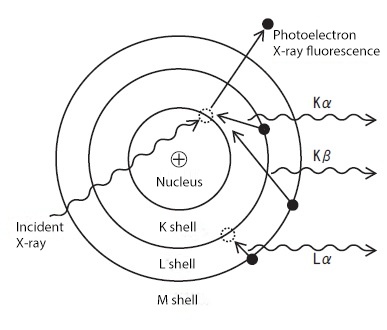 Photoelectron
X-ray fluorescence
Kα
Kβ
Nucleus
Incident
X-ray
K shell
L shell
Lα
M shell